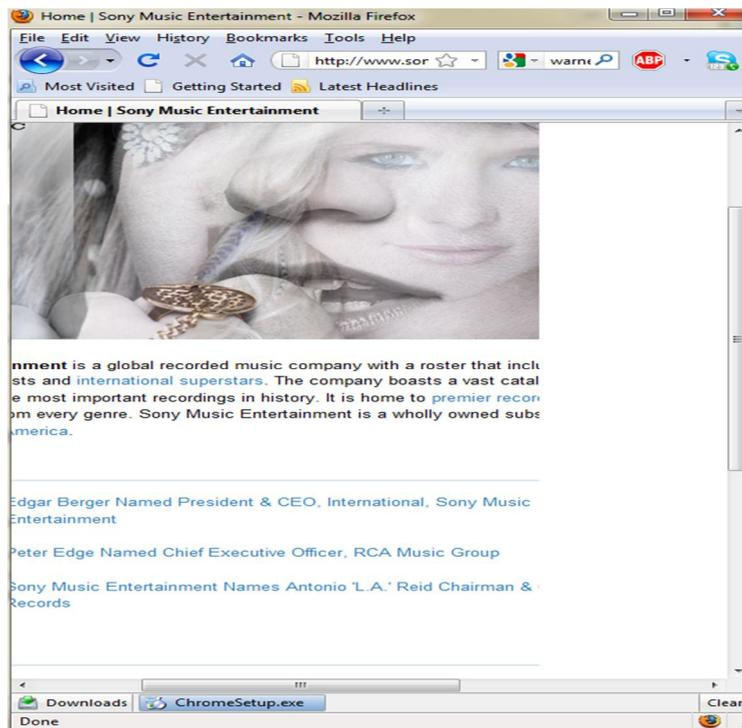 Home | Sony Music Entertainment - Mozilla Firefox
File Edit View History Bookmarks Tools Help
http://www.sor warne ABP
Most Visited Getting Started Latest Headlines
Home | Sony Music Entertainment
nment is a global recorded music company with a roster that inclu
sts and international superstars. The company boasts a vast catal
e most important recordings in history. It is home to premier recor
om every genre. Sony Music Entertainment is a wholly owned subs
America.
Edgar Berger Named President & CEO, International, Sony Music
Entertainment
Peter Edge Named Chief Executive Officer, RCA Music Group
Sony Music Entertainment Names Antonio 'L.A.' Reid Chairman &
Records
Downloads ChromeSetup.exe Clear
Done